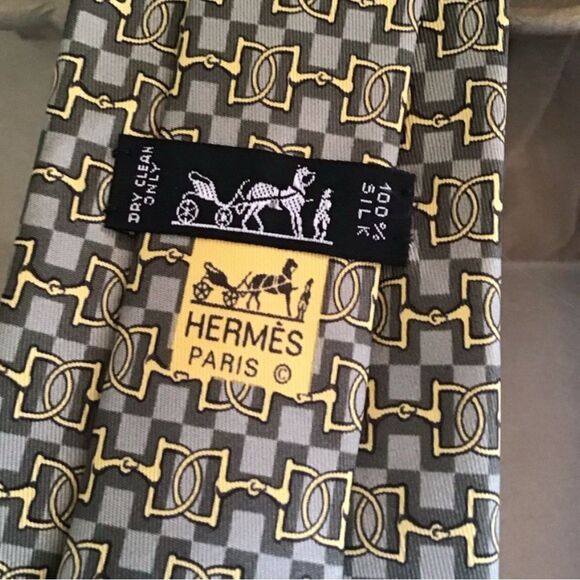 DRY CLEAN
ONLY
100%
SILK
HERMÈS
PARIS ©